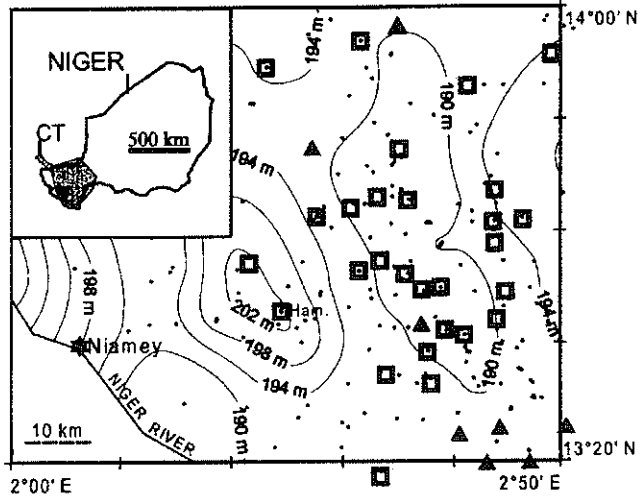 14°00' N
194 m
NIGER
190 m
CT
500 km
194 m
198 m
202 m
Ham.
194 m
Niamey
198 m
194 m
190 m
190 m
NIGER RIVER
10 km
13°20' N
2°00' E
2°50' E